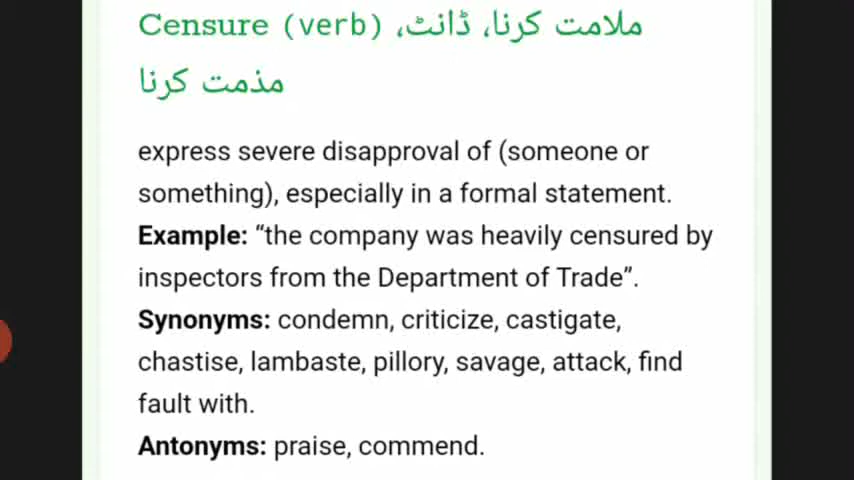 Censure (verb) ملامت کرنا، ڈانٹ،
مذمت کرنا
express severe disapproval of (someone or
something), especially in a formal statement.
Example: “the company was heavily censured by
inspectors from the Department of Trade”.
Synonyms: condemn, criticize, castigate,
chastise, lambaste, pillory, savage, attack, find
fault with.
Antonyms: praise, commend.